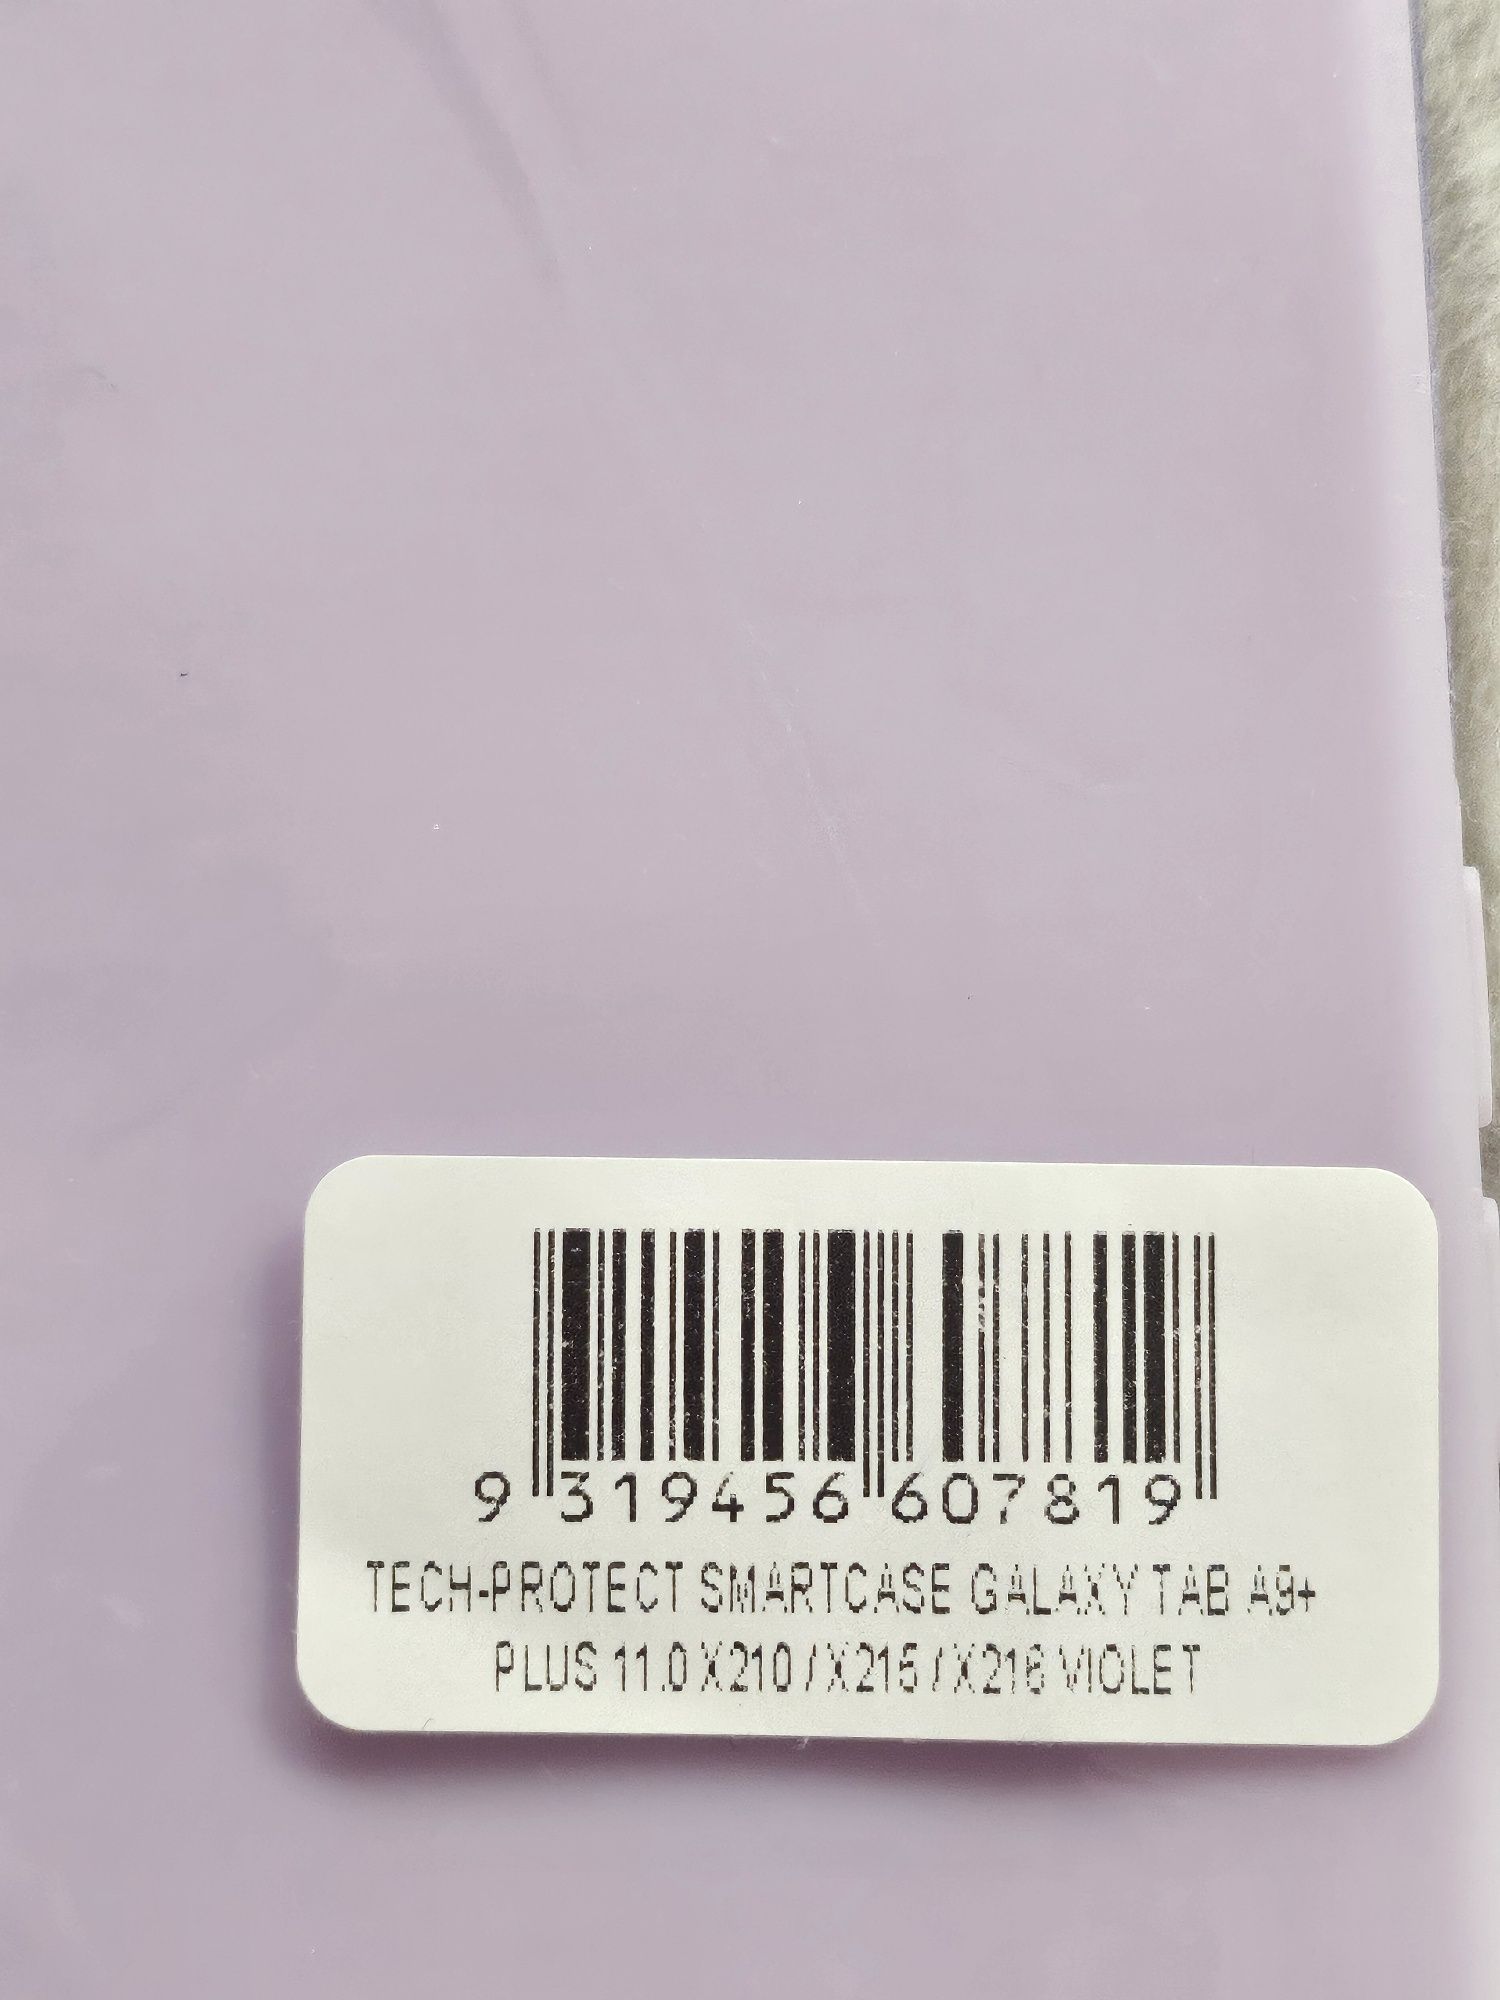 9 319456 607819
TECH-PROTECT SMARTCASE GALAXY TAB A9+
PLUS 11.0 X210 / X215 / X216 VIOLET